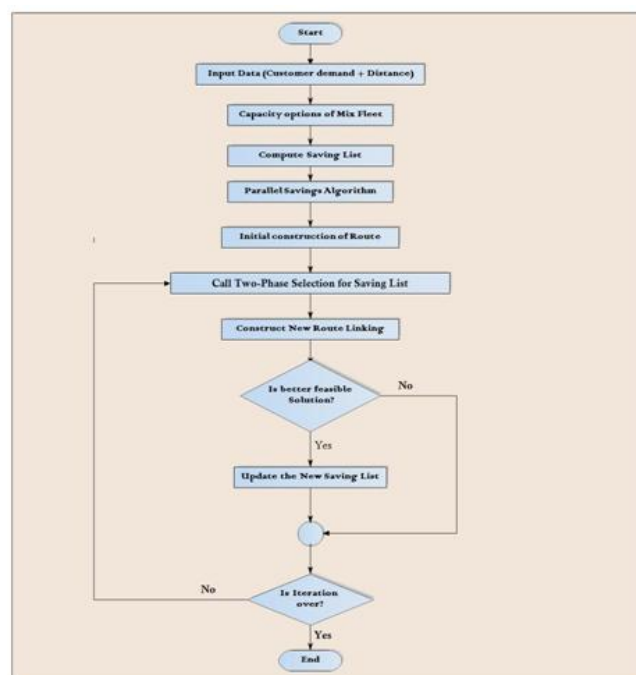 Start
Input Data (Customer demand + Distance)
Capacity options of Mix Fleet
Compute Saving List
Parallel Savings Algorithm
Initial construction of Route
Call Two-Phase Selection for Saving List
Construct New Route Linking
Is better feasible
Solution?
No
Yes
Update the New Saving List
Is Iteration
over?
No
Yes
End